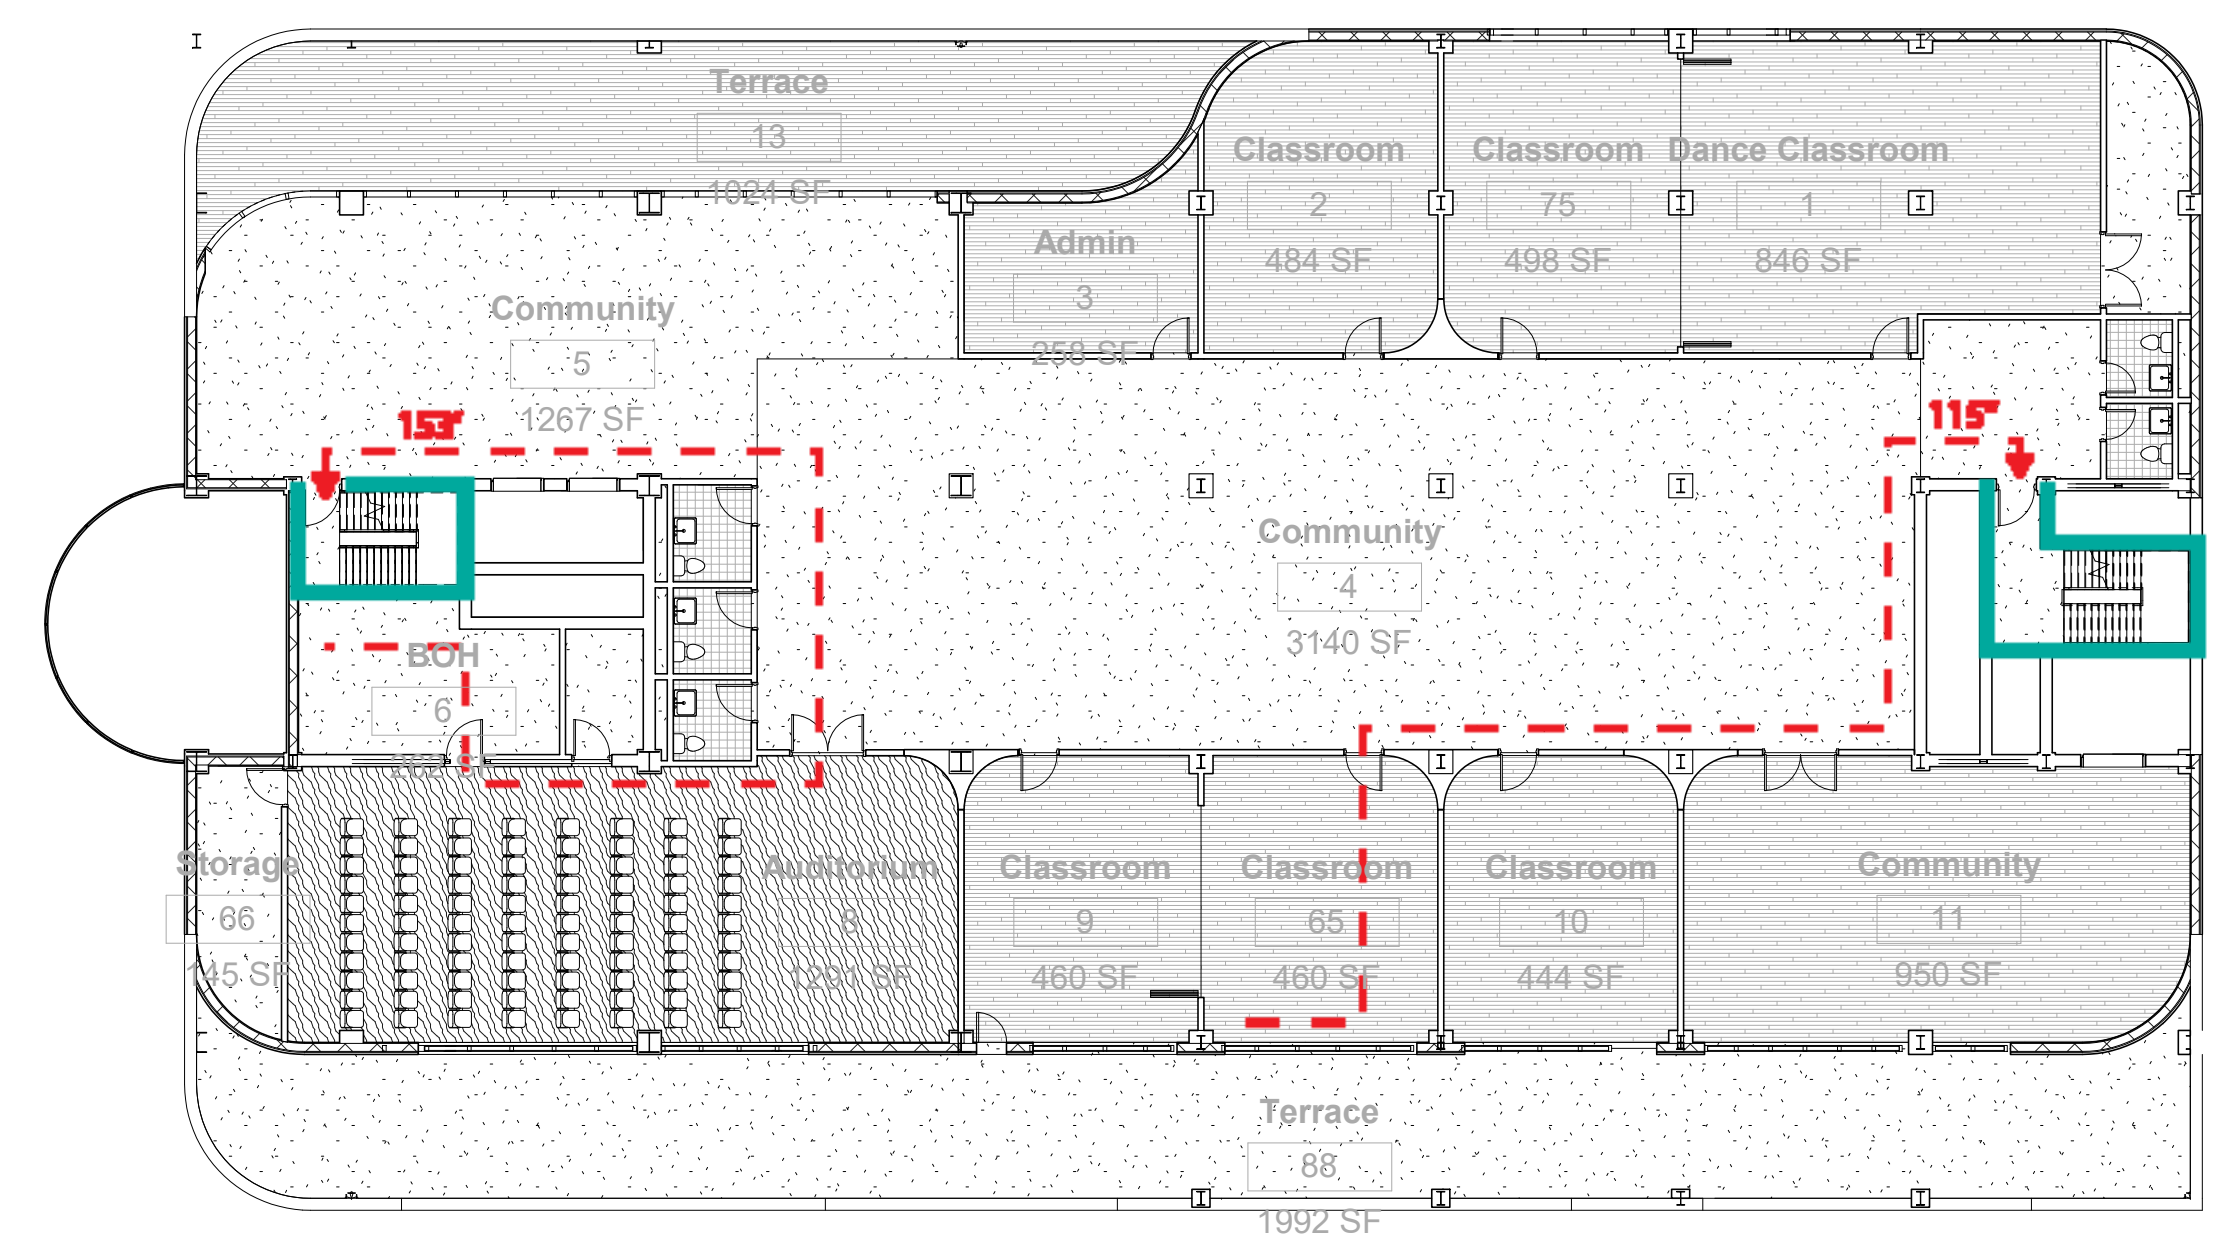 Terrace
13
1024 SF
Classroom
2
484 SF
Classroom
75
498 SF
Dance Classroom
1
846 SF
Admin
3
258 SF
Community
5
1267 SF
153'
115'
Community
4
3140 SF
BOH
6
262 SF
Storage
66
145 SF
Auditorium
8
1291 SF
Classroom
9
460 SF
Classroom
65
460 SF
Classroom
10
444 SF
Community
11
950 SF
Terrace
88
1992 SF